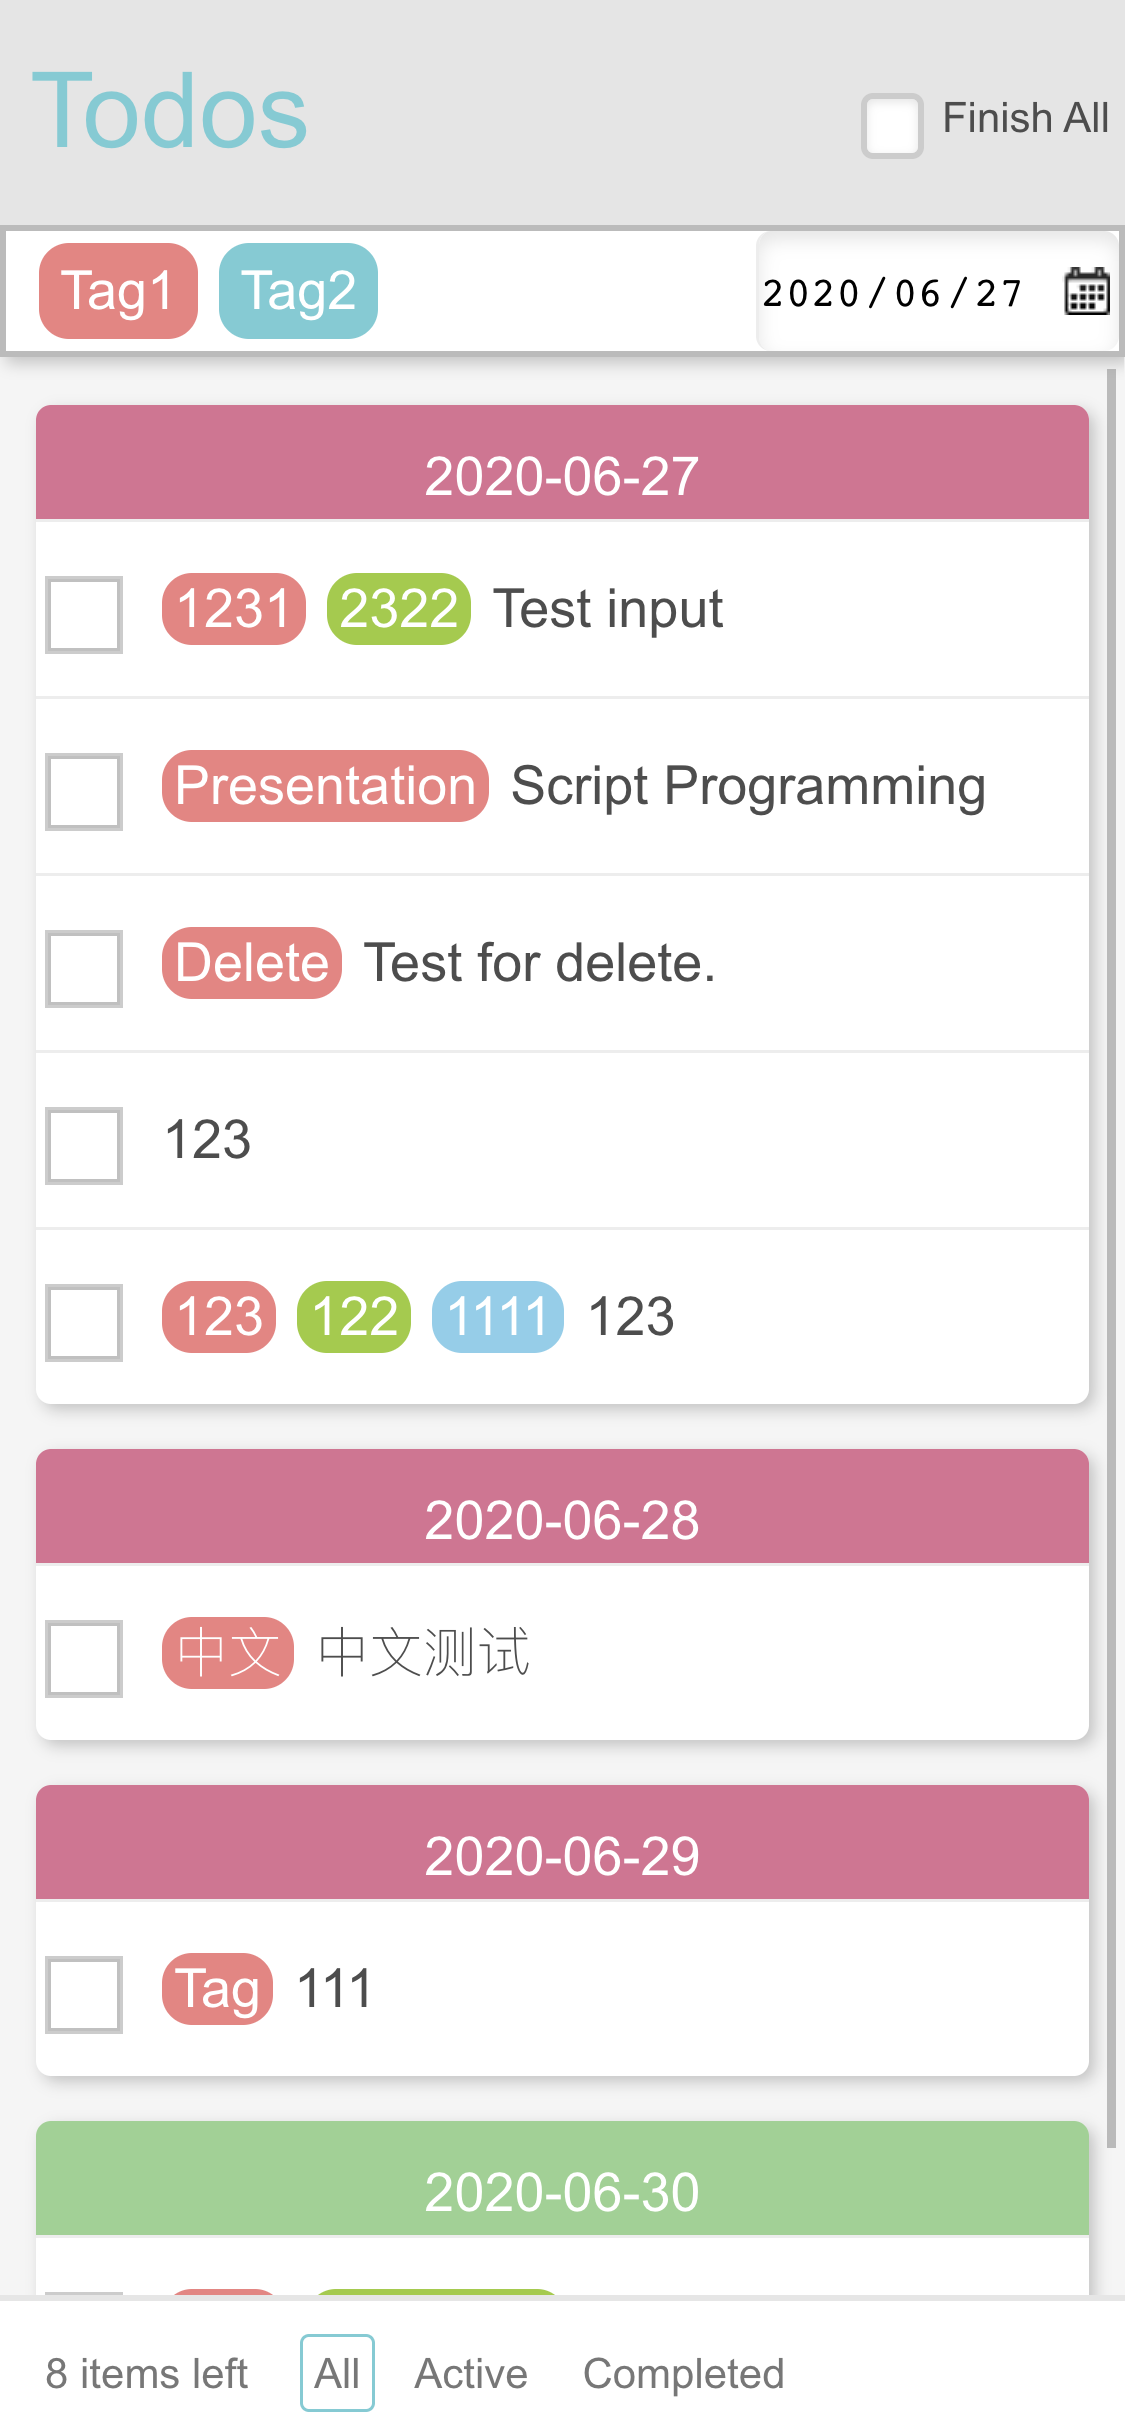 Todos
Finish All
Tag1 Tag2 2020/06/27
2020-06-27
1231 2322 Test input
Presentation Script Programming
Delete Test for delete.
123
123 122 1111 123
2020-06-28
中文 中文测试
2020-06-29
Tag 111
2020-06-30
8 items left All Active Completed